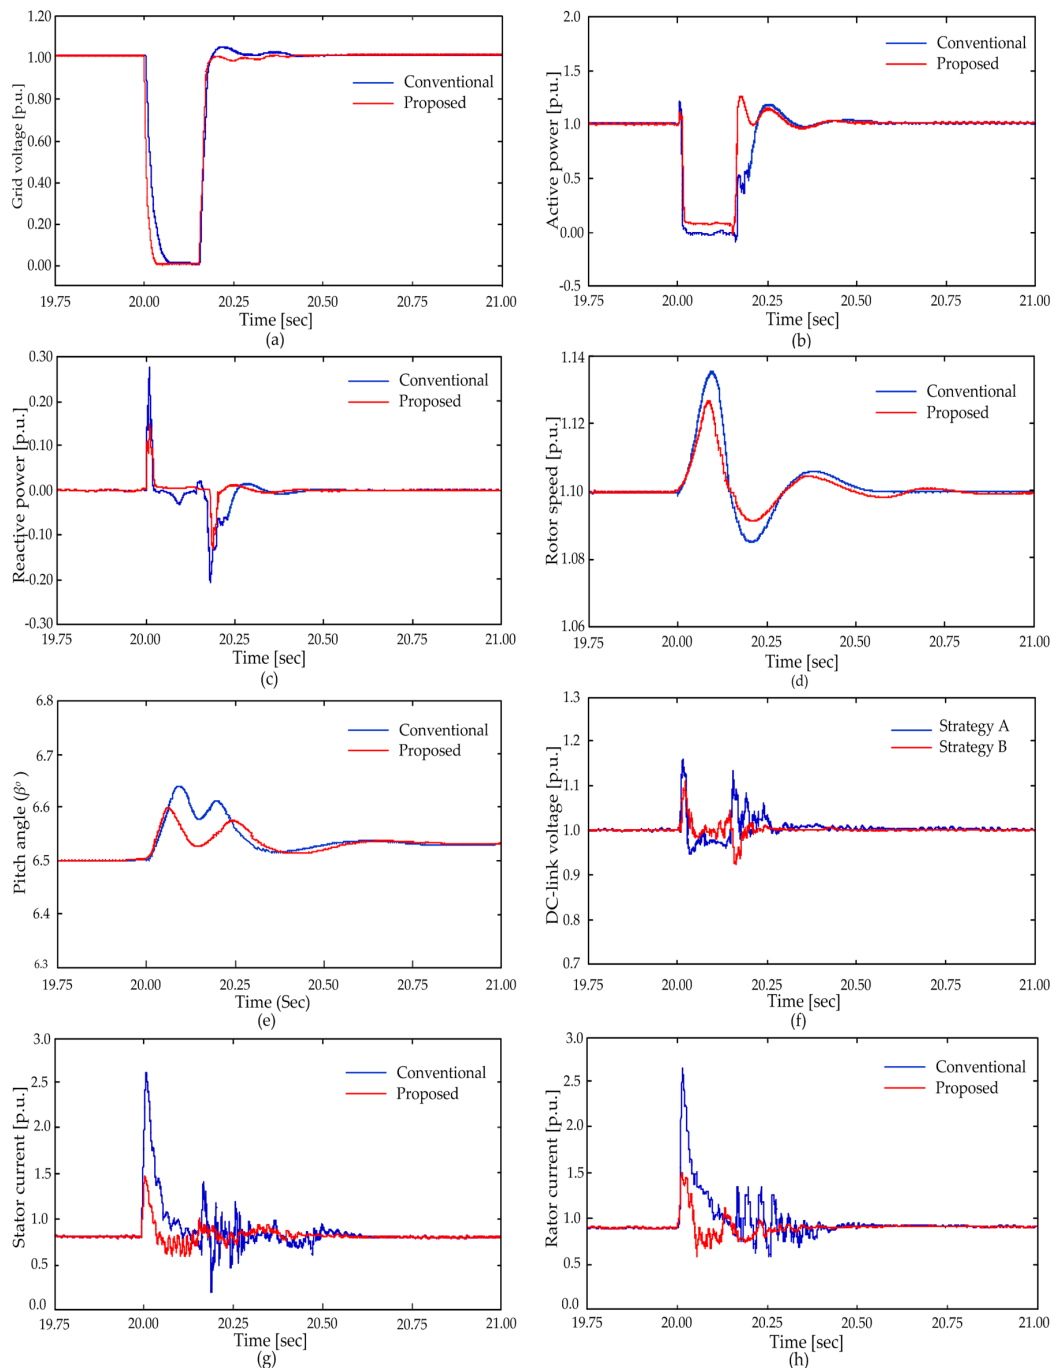 1.20
1.00
0.80
0.60
0.40
0.20
0.00
Grid voltage [p.u.]
Conventional
Proposed
19.75
20.00
20.25
20.50
20.75
21.00
Time [sec]
(a)
2.0
1.5
1.0
0.5
0.00
-0.5
Active power [p.u.]
Conventional
Proposed
19.75
20.00
20.25
20.50
20.75
21.00
Time [sec]
(b)
0.30
0.20
0.10
0.00
-0.10
-0.20
-0.30
Reactive power [p.u.]
Conventional
Proposed
19.75
20.00
20.25
20.50
20.75
21.00
Time [sec]
(c)
1.14
1.12
1.10
1.08
1.06
Rotor speed [p.u.]
Conventional
Proposed
19.75
20.00
20.25
20.50
20.75
21.00
Time [sec]
(d)
6.8
6.7
6.6
6.5
6.4
6.3
Pitch angle (βº)
Conventional
Proposed
19.75
20.00
20.25
20.50
20.75
21.00
Time (Sec)
(e)
1.3
1.2
1.1
1.0
0.9
0.8
0.7
DC-link voltage [p.u.]
Strategy A
Strategy B
19.75
20.00
20.25
20.50
20.75
21.00
Time [sec]
(f)
3.0
2.5
2.0
1.5
1.0
0.5
0.0
Stator current [p.u.]
Conventional
Proposed
19.75
20.00
20.25
20.50
20.75
21.00
Time [sec]
(g)
3.0
2.5
2.0
1.5
1.0
0.5
0.0
Rator current [p.u.]
Conventional
Proposed
19.75
20.00
20.25
20.50
20.75
21.00
Time [sec]
(h)